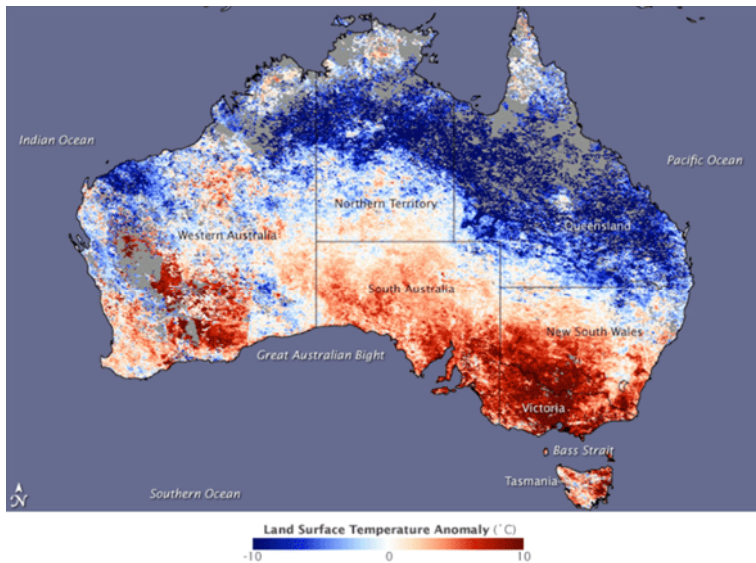 Indian Ocean
Pacific Ocean
Northern Territory
Queensland
Western Australia
South Australia
New South Wales
Great Australian Bight
Victoria
Bass Strait
Tasmania
Southern Ocean
N
Land Surface Temperature Anomaly (˚C)
-10 0 10